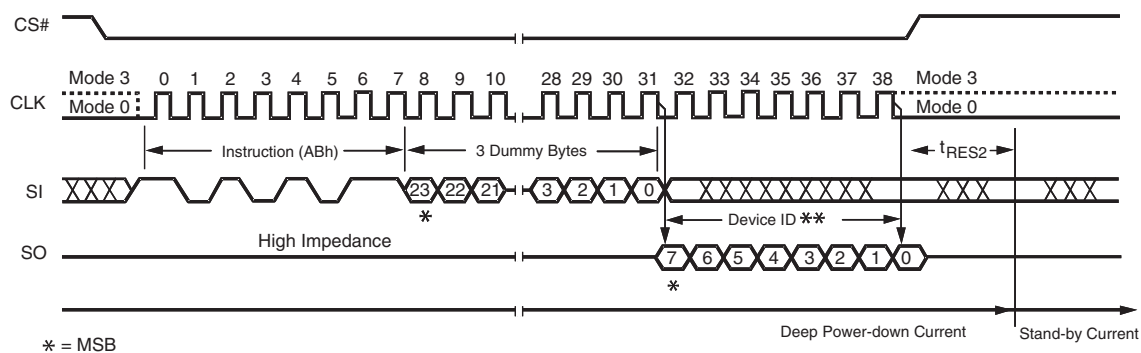 CS#
Mode 3 0 1 2 3 4 5 6 7 8 9 10 28 29 30 31 32 33 34 35 36 37 38 Mode 3
CLK Mode 0 Mode 0
Instruction (ABh) 3 Dummy Bytes tRES2
SI 23 22 21 3 2 1 0
* Device ID **
High Impedance
SO 7 6 5 4 3 2 1 0
*
Deep Power-down Current Stand-by Current
* = MSB